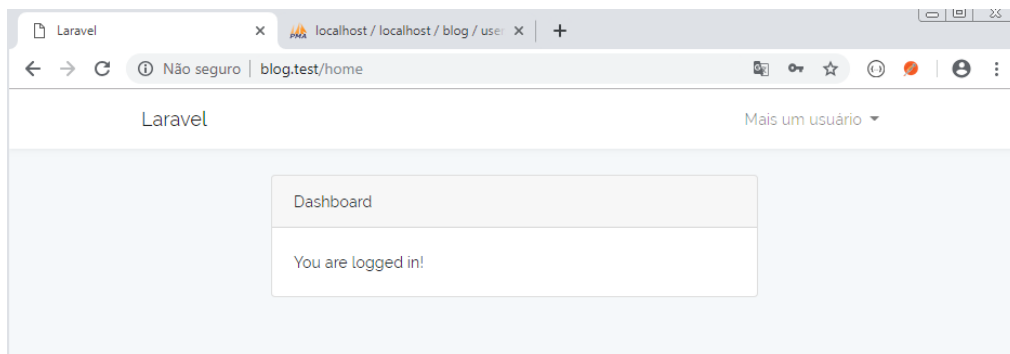 Laravel
localhost / localhost / blog / user
Não seguro | blog.test/home
Laravel
Mais um usuário
Dashboard
You are logged in!